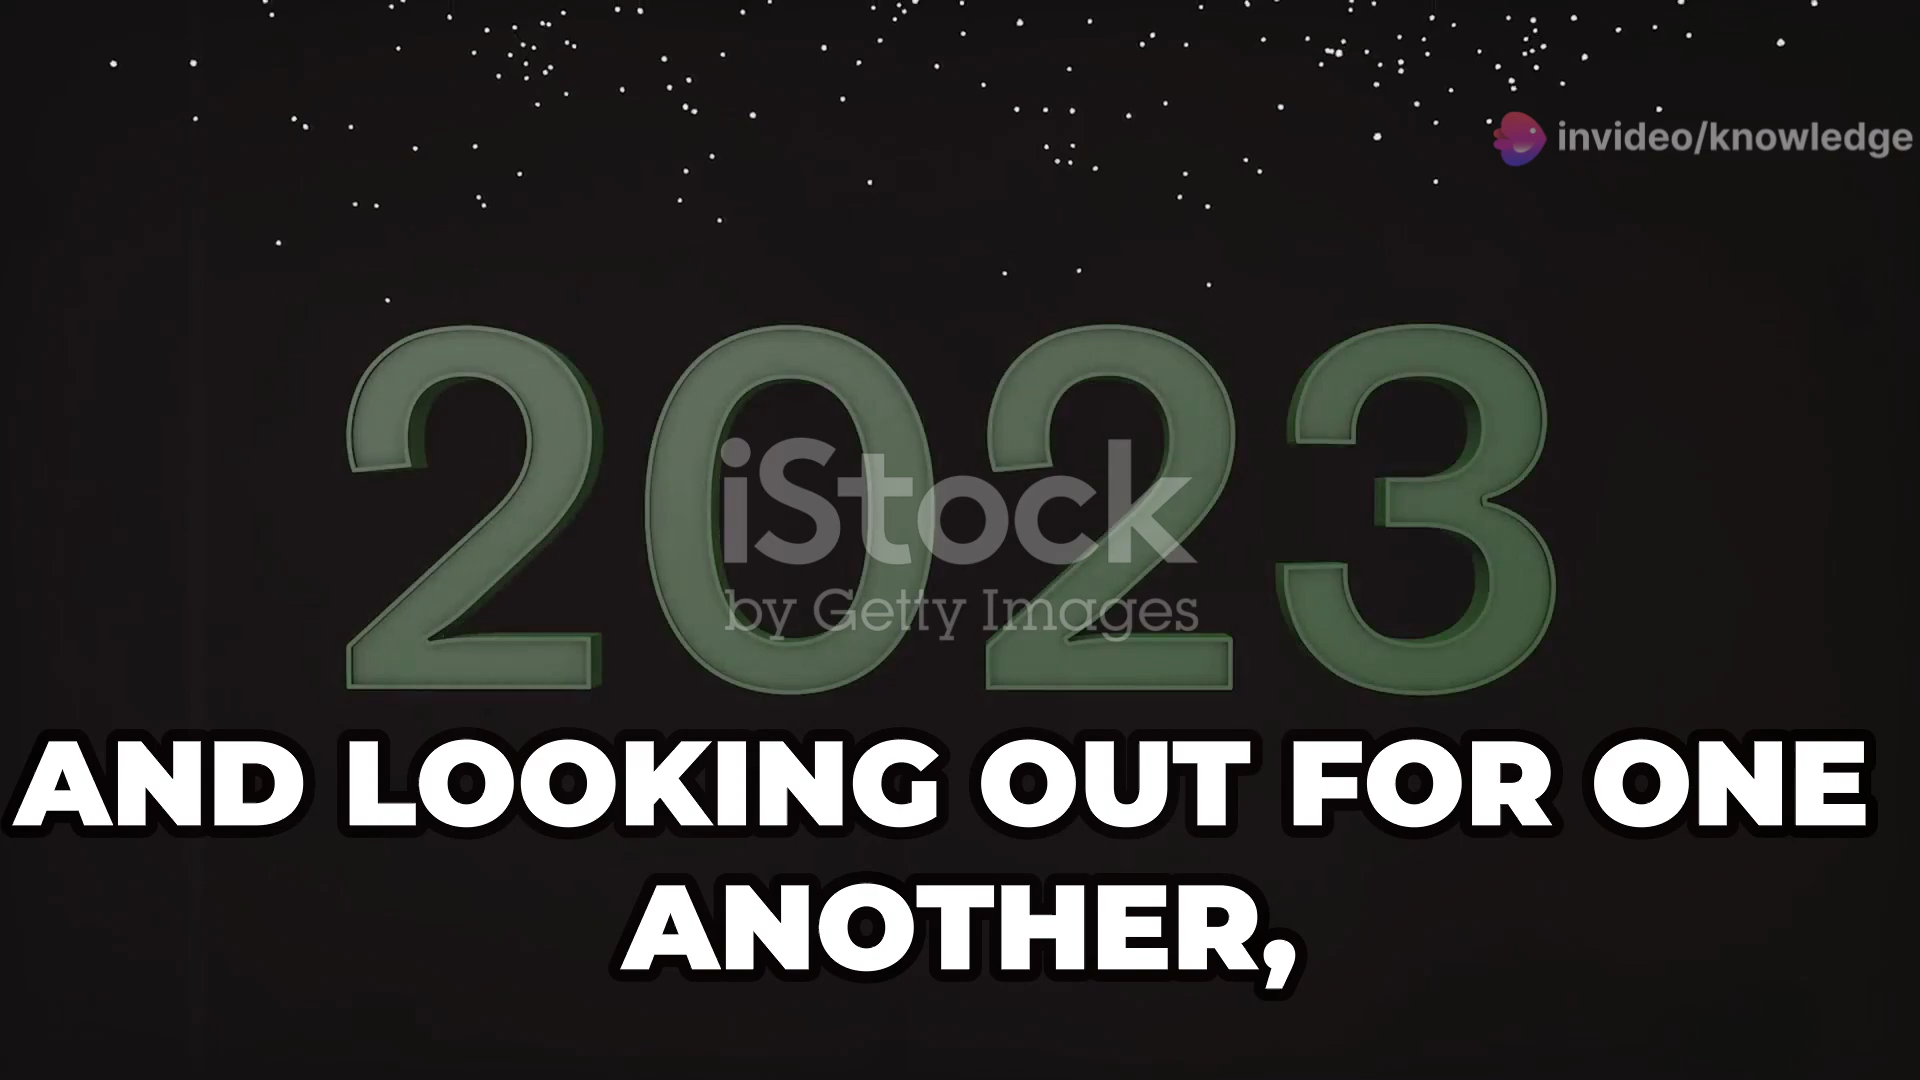 invideo/knowledge
2023
iStock
by Getty Images
AND LOOKING OUT FOR ONE
ANOTHER,